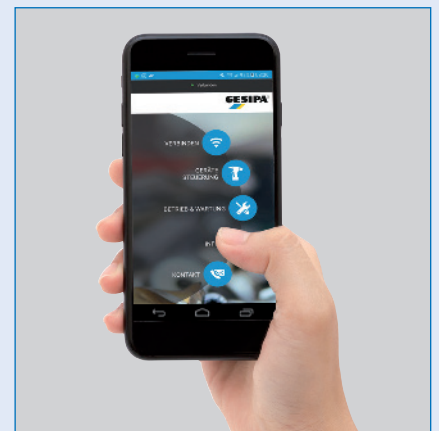 GESIPA
VERBINDEN
GERÄTE
STEUERUNG
BETRIEB & WARTUNG
KONTAKT